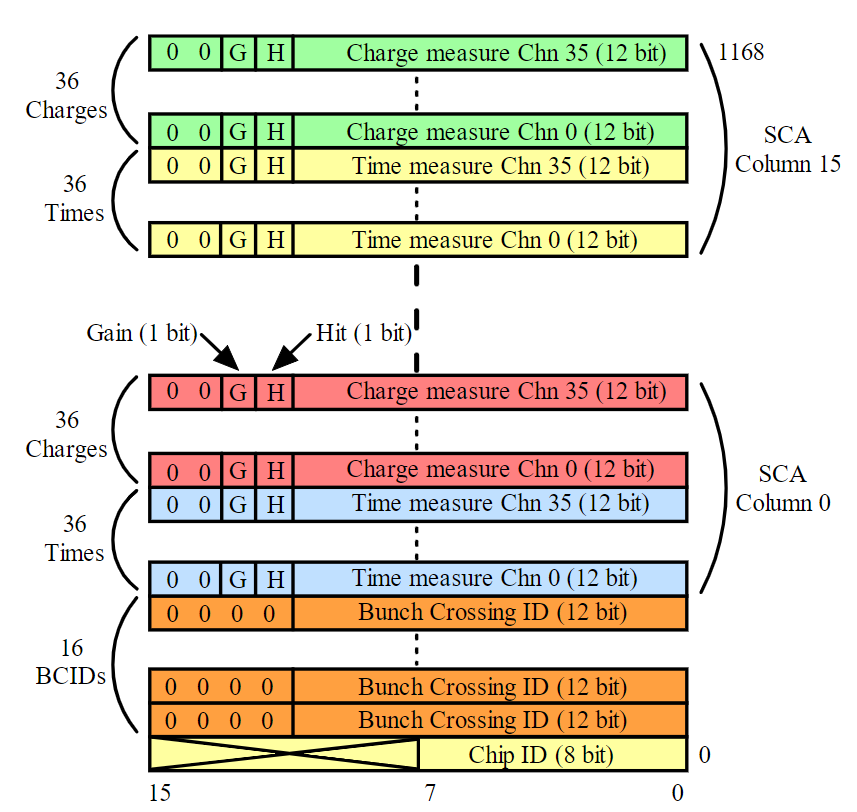 0 0 G H Charge measure Chn 35 (12 bit) 1168
36
Charges
0 0 G H Charge measure Chn 0 (12 bit)
SCA
Column 15
0 0 G H Time measure Chn 35 (12 bit)
36
Times
0 0 G H Time measure Chn 0 (12 bit)
Gain (1 bit) Hit (1 bit)
0 0 G H Charge measure Chn 35 (12 bit)
36
Charges
0 0 G H Charge measure Chn 0 (12 bit)
SCA
Column 0
0 0 G H Time measure Chn 35 (12 bit)
36
Times
0 0 G H Time measure Chn 0 (12 bit)
0 0 0 0 Bunch Crossing ID (12 bit)
16
BCIDs
0 0 0 0 Bunch Crossing ID (12 bit)
0 0 0 0 Bunch Crossing ID (12 bit)
Chip ID (8 bit) 0
15 7 0